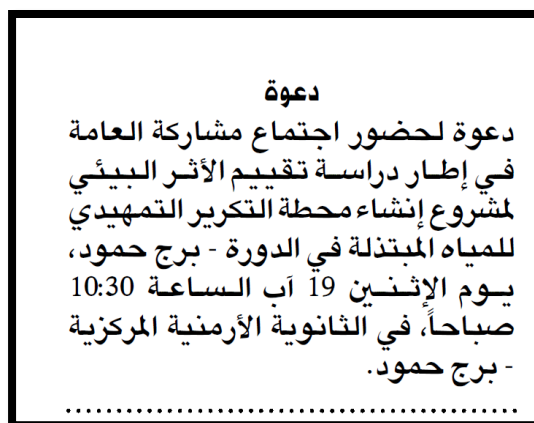 دعوة
دعوة لحضور اجتماع مشاركة العامة
في إطار دراسة تقييم الأثر البيئي
لمشروع إنشاء محطة التكرير التمهيدي
للمياه المبتذلة في الدورة - برج حمود،
يوم الإثنين 19 آب الساعة 10:30
صباحاً، في الثانوية الأرمنية المركزية
- برج حمود.